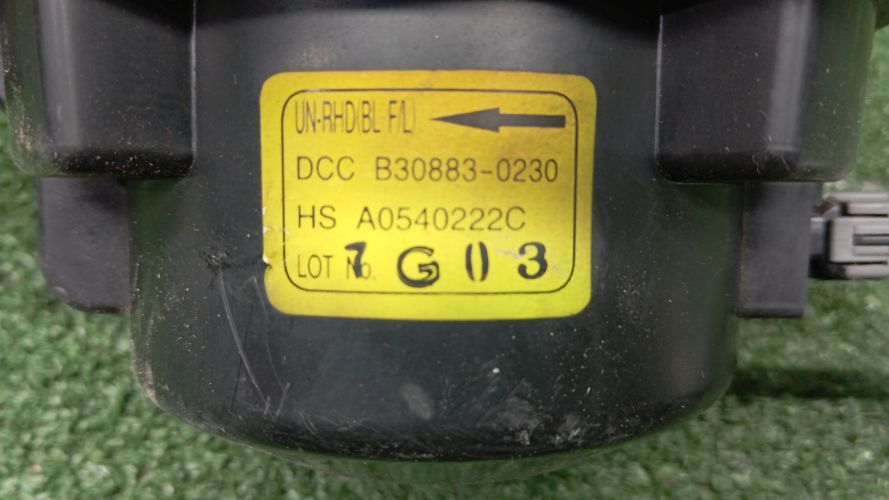 UN-RHD(BL F/L)
DCC B30883-0230
HS A0540222C
LOT No. 7 G 0 3